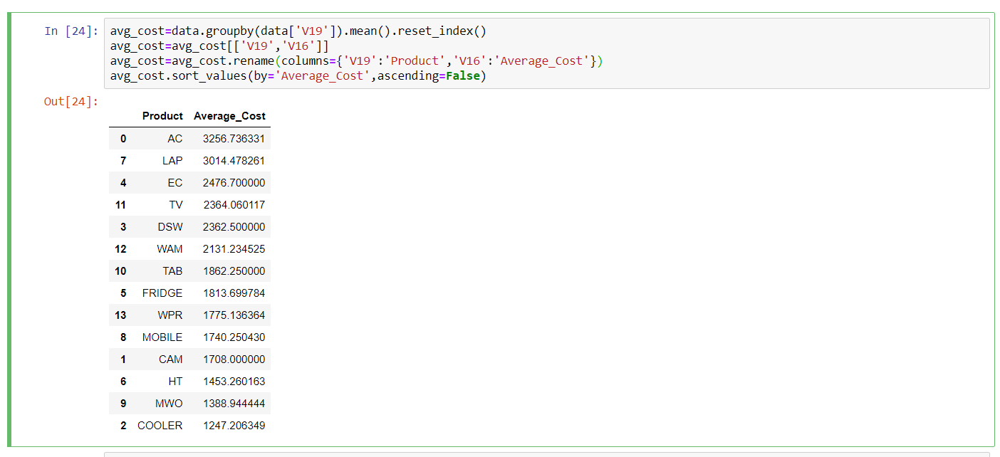 In [24]: avg_cost=data.groupby(data['V19']).mean().reset_index()
avg_cost=avg_cost[['V19','V16']]
avg_cost=avg_cost.rename(columns={'V19':'Product','V16':'Average_Cost'})
avg_cost.sort_values(by='Average_Cost',ascending=False)
Out[24]:
Product Average_Cost
0 AC 3256.736331
7 LAP 3014.478261
4 EC 2476.700000
11 TV 2364.060117
3 DSW 2362.500000
12 WAM 2131.234525
10 TAB 1862.250000
5 FRIDGE 1813.699784
13 WPR 1775.136364
8 MOBILE 1740.250430
1 CAM 1708.000000
6 HT 1453.260163
9 MWO 1388.944444
2 COOLER 1247.206349